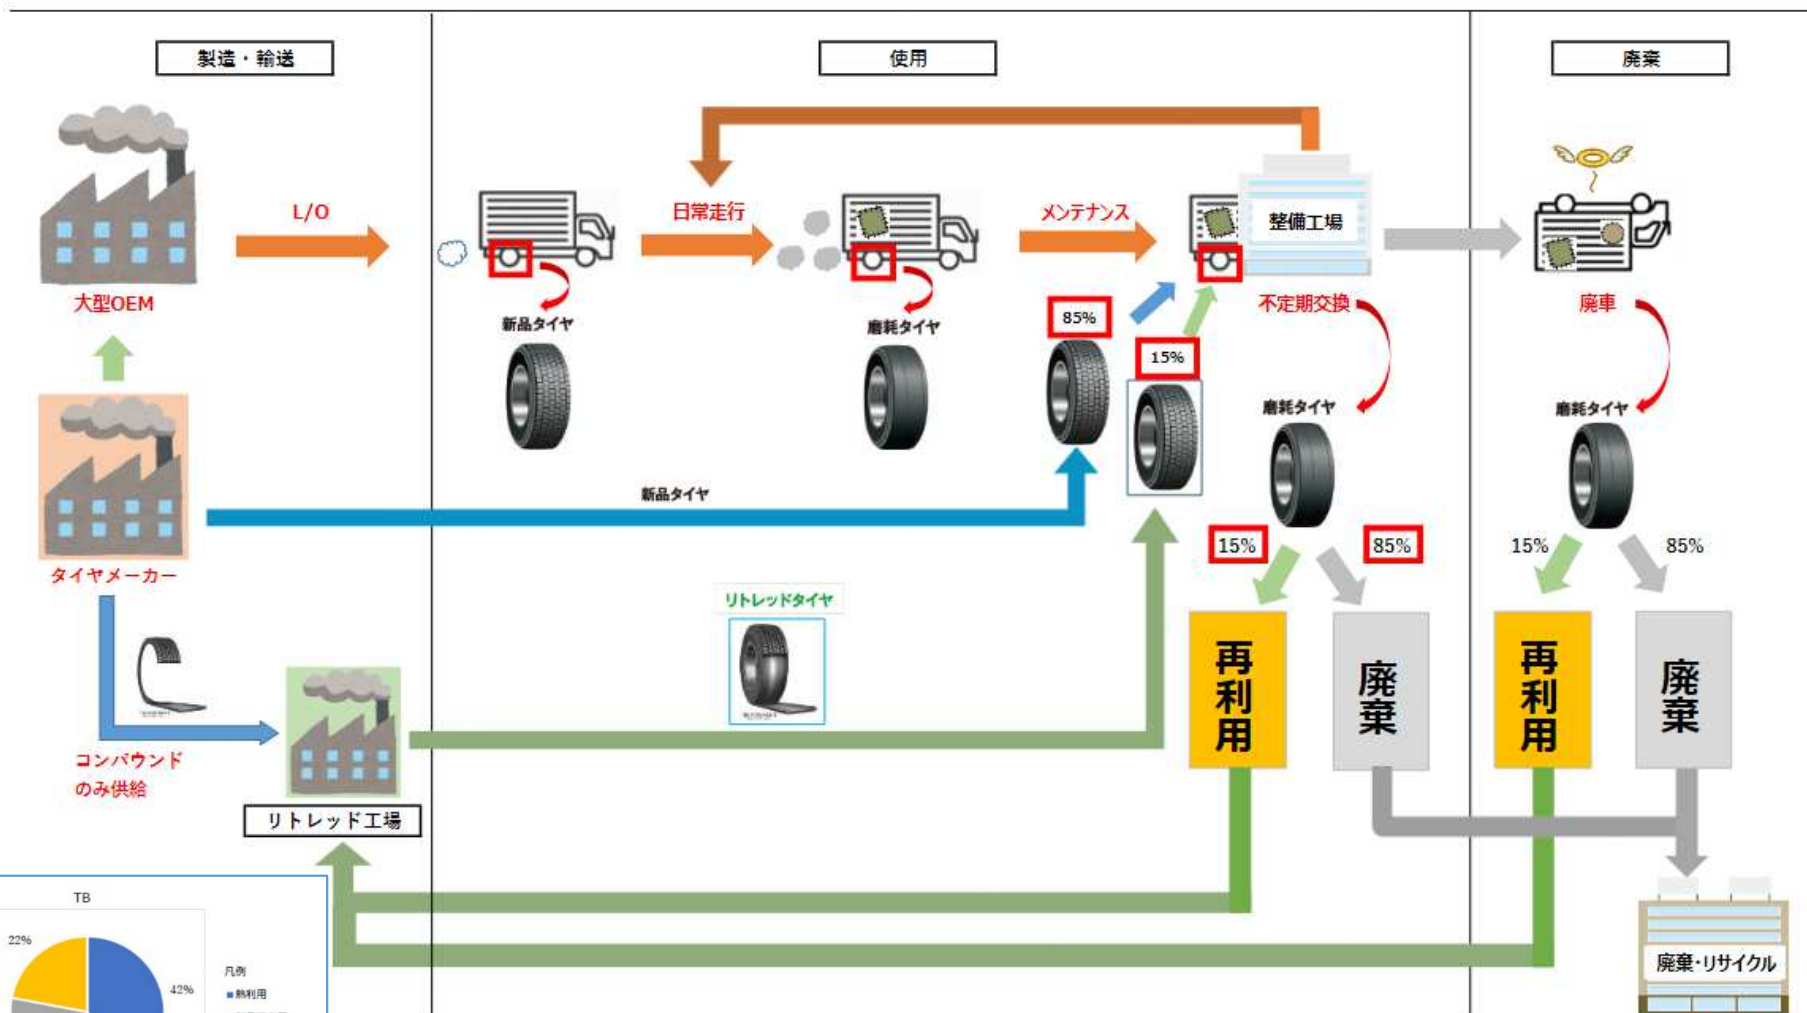 製造・輸送
使用
廃棄
L/O
日常走行
メンテナンス
整備工場
大型OEM
新品タイヤ
磨耗タイヤ
85%
15%
不定期交換
廃車
磨耗タイヤ
磨耗タイヤ
新品タイヤ
タイヤメーカー
15%
85%
15%
85%
リトレッドタイヤ
再利用
廃棄
再利用
廃棄
コンパウンド
のみ供給
リトレッド工場
TB
22%
42%
凡例
熱利用
廃棄・リサイクル